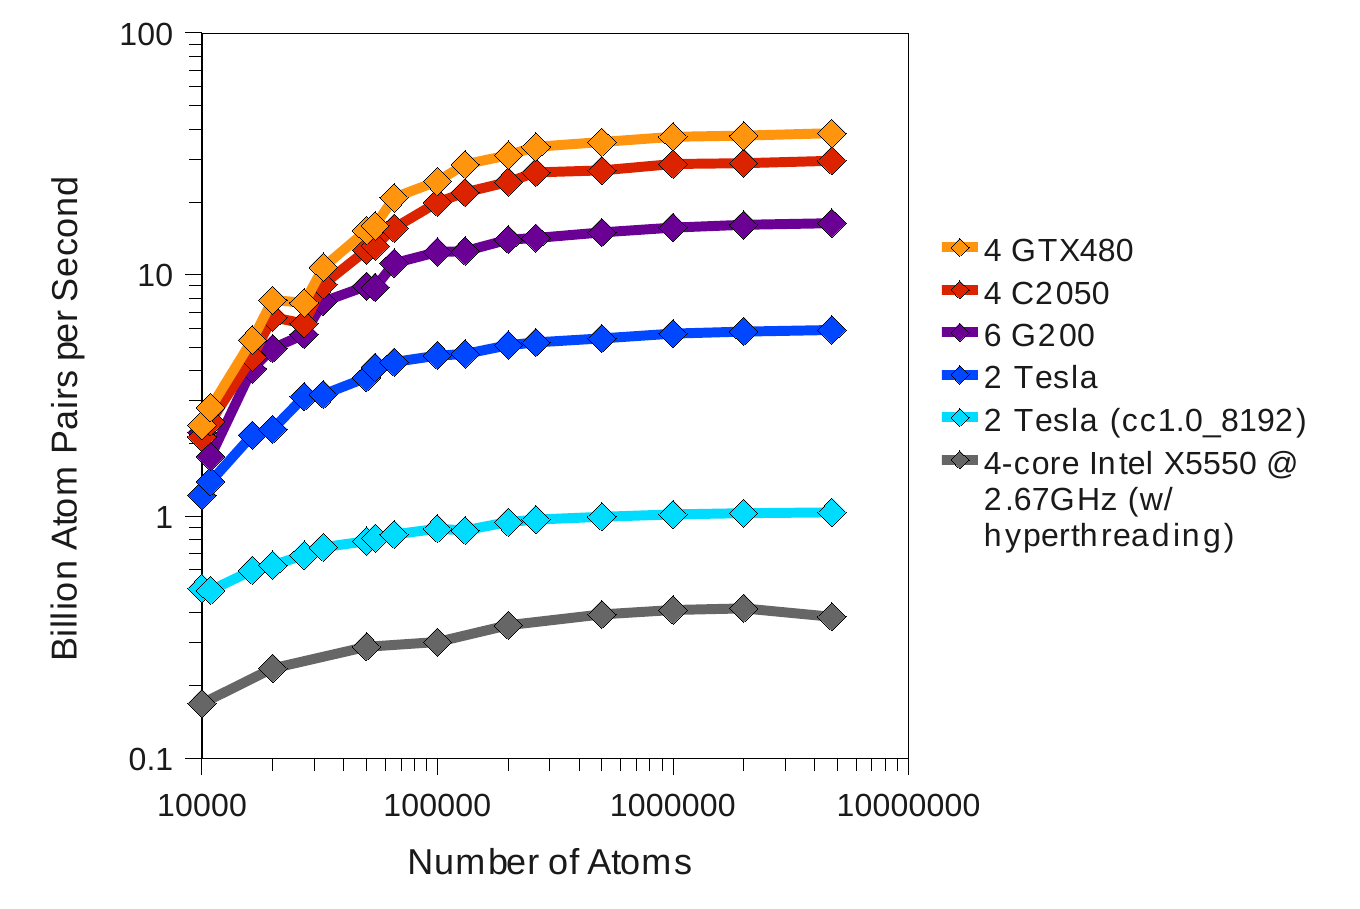 100
10
1
0.1
Billion Atom Pairs per Second
10000 100000 1000000 10000000
Number of Atoms
4 GTX480
4 C2050
6 G200
2 Tesla
2 Tesla (cc1.0_8192)
4-core Intel X5550 @
2.67GHz (w/
hyperthreading)